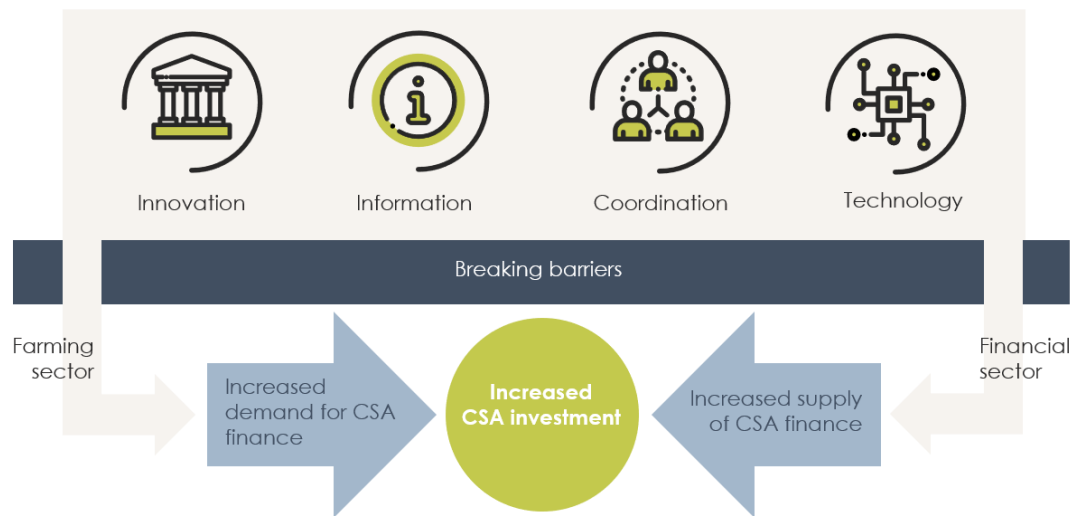 Innovation
Information
Coordination
Technology
Breaking barriers
Farming
sector
Financial
sector
Increased
demand for CSA
finance
Increased
CSA investment
Increased supply
of CSA finance